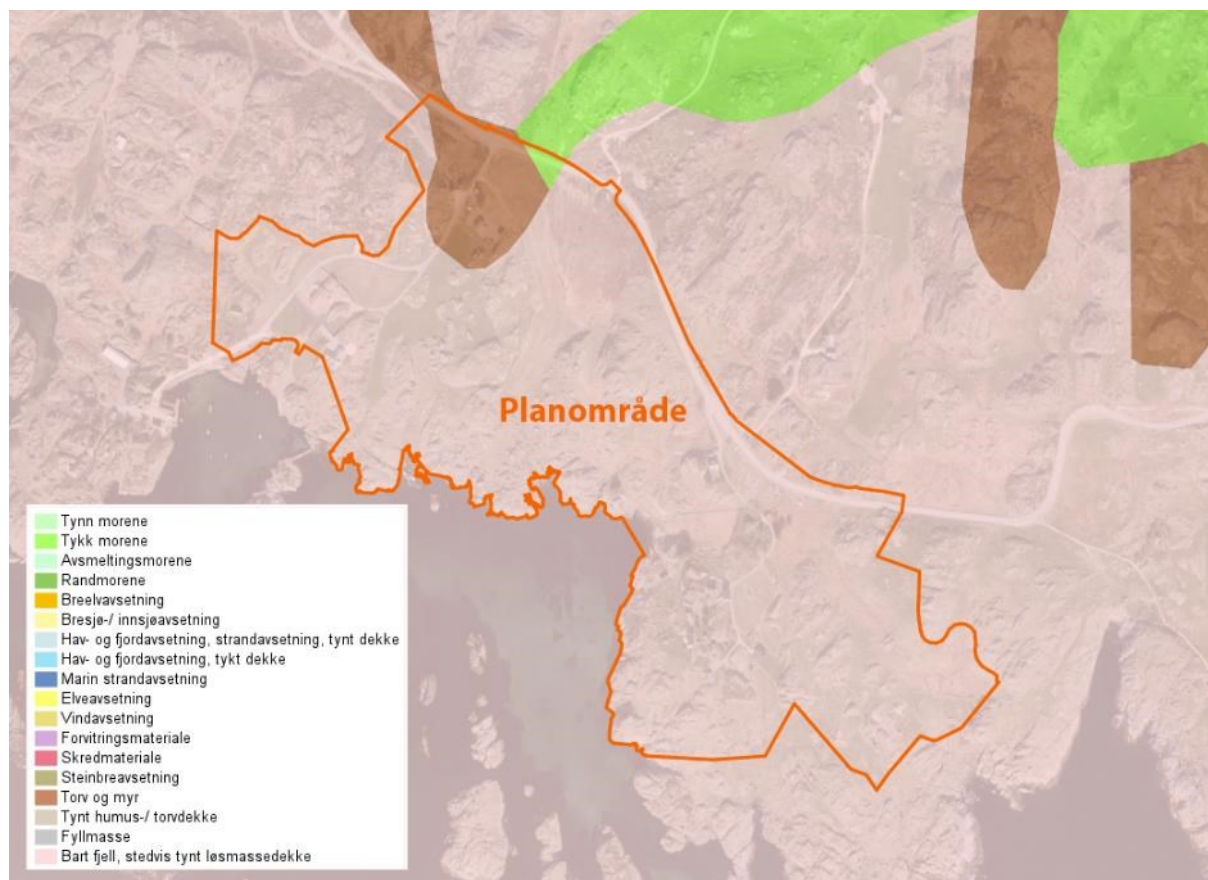 Planområde
Tynn morene
Tykk morene
Avsmeltingsmorene
Randmorene
Breelvavsetning
Bresjø-/ innsjøavsetning
Hav- og fjordavsetning, strandavsetning, tynt dekke
Hav- og fjordavsetning, tykt dekke
Marin strandavsetning
Elveavsetning
Vindavsetning
Forvitringsmateriale
Skredmateriale
Steinbreavsetning
Torv og myr
Tynt humus-/ torvdekke
Fyllmasse
Bart fjell, stedvis tynt løsmassedekke